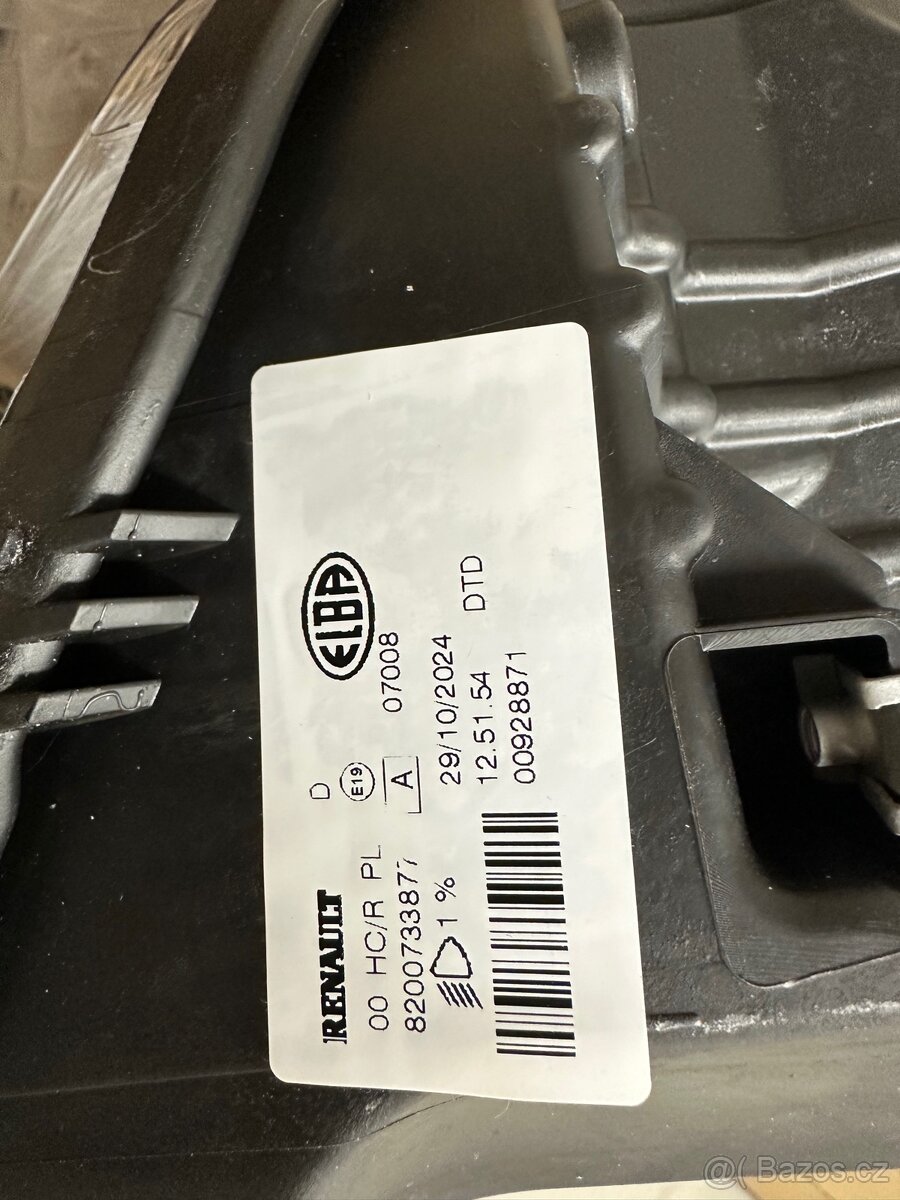 RENAULT D ELBA
00 HC/R PL E19
8200733877 A 07008
1 % 29/10/2024
12.51.54 DTD
00928871
@( Bazos.cz